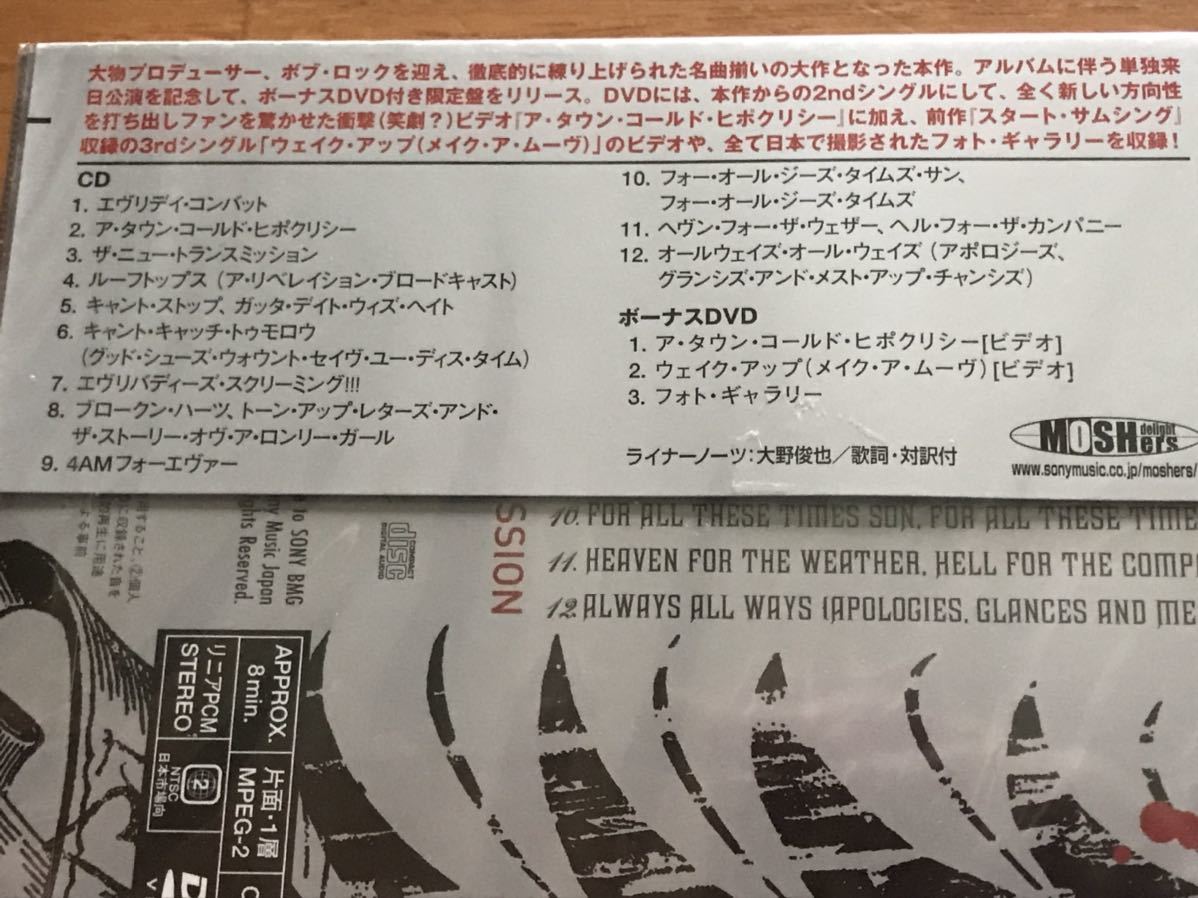 大物プロデューサー、ボブ・ロックを迎え、徹底的に練り上げられた名曲揃いの大作となった本作。アルバムに伴う単独来
日公演を記念して、ボーナスDVD付き限定盤をリリース。DVDには、本作からの2ndシングルにして、全く新しい方向性
を打ち出しファンを驚かせた衝撃(笑劇?)ビデオ『ア・タウン・コールド・ヒポクリシー』に加え、前作『スタート・サムシング』
収録の3rdシングル「ウェイク・アップ(メイク・ア・ムーヴ)」のビデオや、全て日本で撮影されたフォト・ギャラリーを収録!
CD
1. エヴリデイ・コンバット
2. ア・タウン・コールド・ヒポクリシー
3. ザ・ニュー・トランスミッション
4. ルーフトップス (ア・リベレイション・ブロードキャスト)
5. キャント・ストップ、ガッタ・デイト・ウィズ・ヘイト
6. キャント・キャッチ・トゥモロウ
(グッド・シューズ・ウォウント・セイヴ・ユー・ディス・タイム)
7. エヴリバディーズ・スクリーミング!!!
8. ブロークン・ハーツ、トーン・アップ・レターズ・アンド・
ザ・ストーリー・オヴ・ア・ロンリー・ガール
9. 4AMフォーエヴァー
10. フォー・オール・ジーズ・タイムズ・サン、
フォー・オール・ジーズ・タイムズ
11. ヘヴン・フォー・ザ・ウェザー、ヘル・フォー・ザ・カンパニー
12. オールウェイズ・オール・ウェイズ (アポロジーズ、
グランシズ・アンド・メスト・アップ・チャンシズ)
ボーナスDVD
1. ア・タウン・コールド・ヒポクリシー[ビデオ]
2. ウェイク・アップ(メイク・ア・ムーヴ)[ビデオ]
3. フォト・ギャラリー
ライナーノーツ:大野俊也/歌詞・対訳付
MOSHers
delight
www.sonymusic.co.jp/moshers/
10. FOR ALL THESE TIMES SON, FOR ALL THESE TIME
11. HEAVEN FOR THE WEATHER, HELL FOR THE COMP
12. ALWAYS ALL WAYS (APOLOGIES, GLANCES AND ME
SSION
COMPACT
disc
DIGITAL AUDIO
to SONY BMG
Music Japan
ghts Reserved.
APPROX.
8min.
リニアPCM
STEREO
片面・1層
MPEG-2
2
NTSC
日本市場向